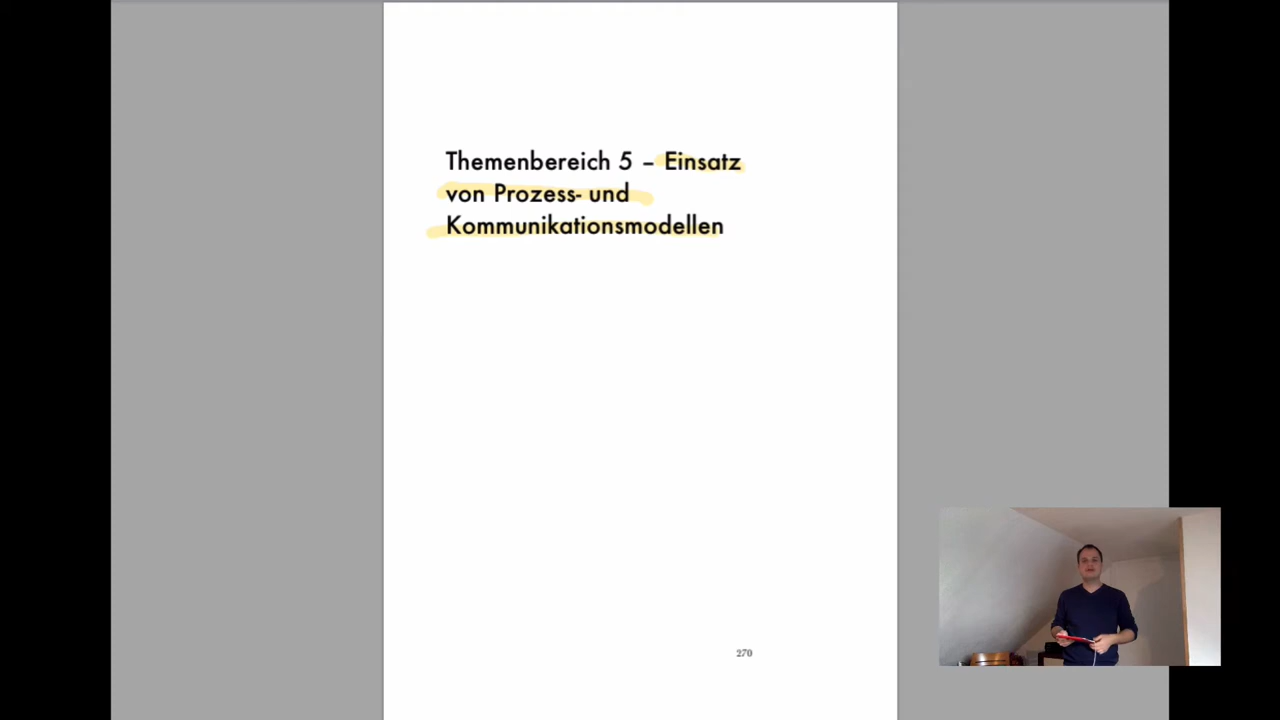 Themenbereich 5 – Einsatz
von Prozess- und
Kommunikationsmodellen
270